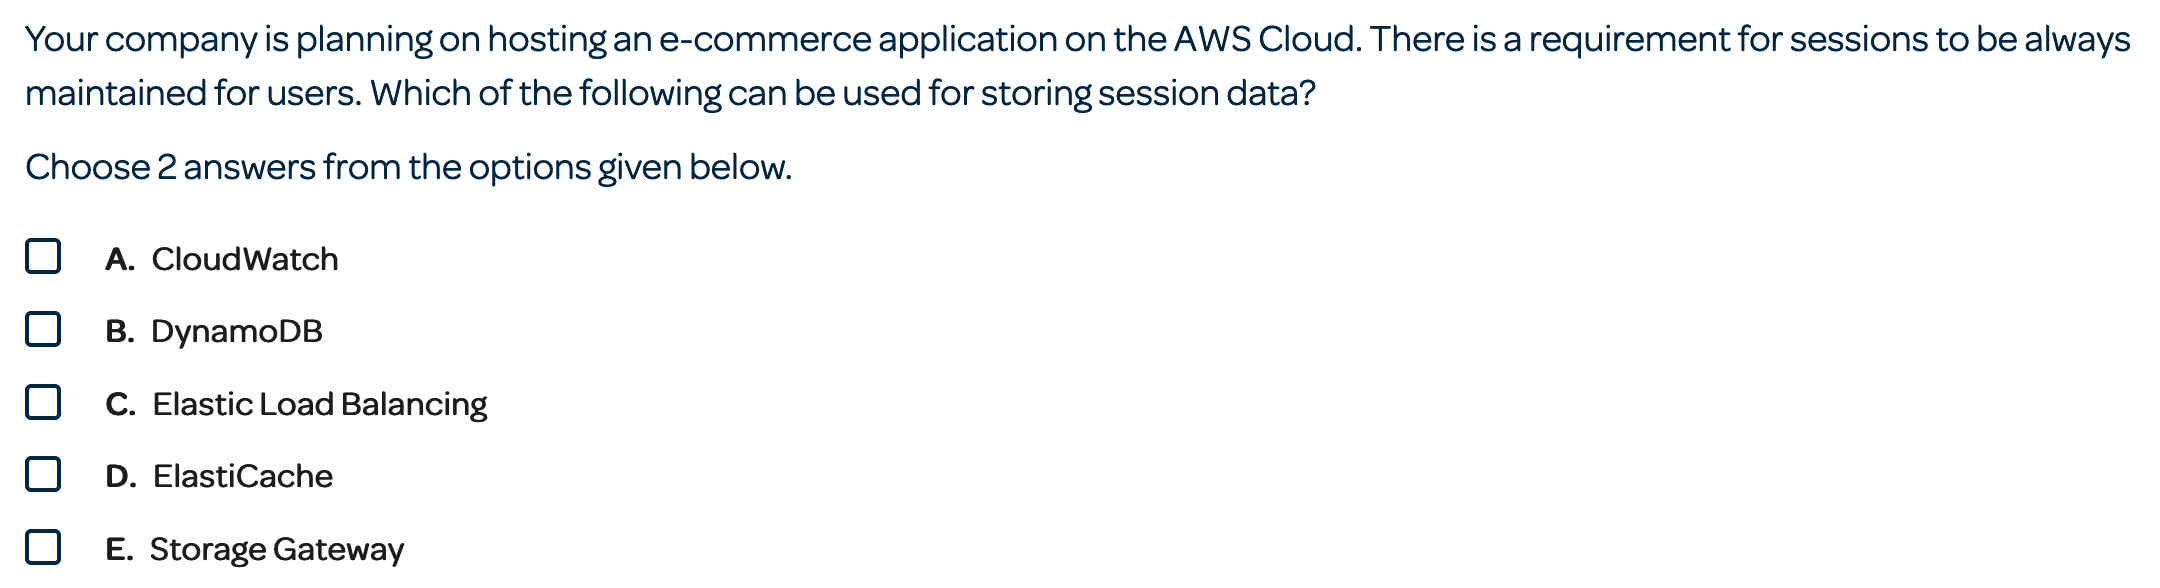 Your company is planning on hosting an e-commerce application on the AWS Cloud. There is a requirement for sessions to be always
maintained for users. Which of the following can be used for storing session data?
Choose 2 answers from the options given below.
A. CloudWatch
B. DynamoDB
C. Elastic Load Balancing
D. ElastiCache
E. Storage Gateway